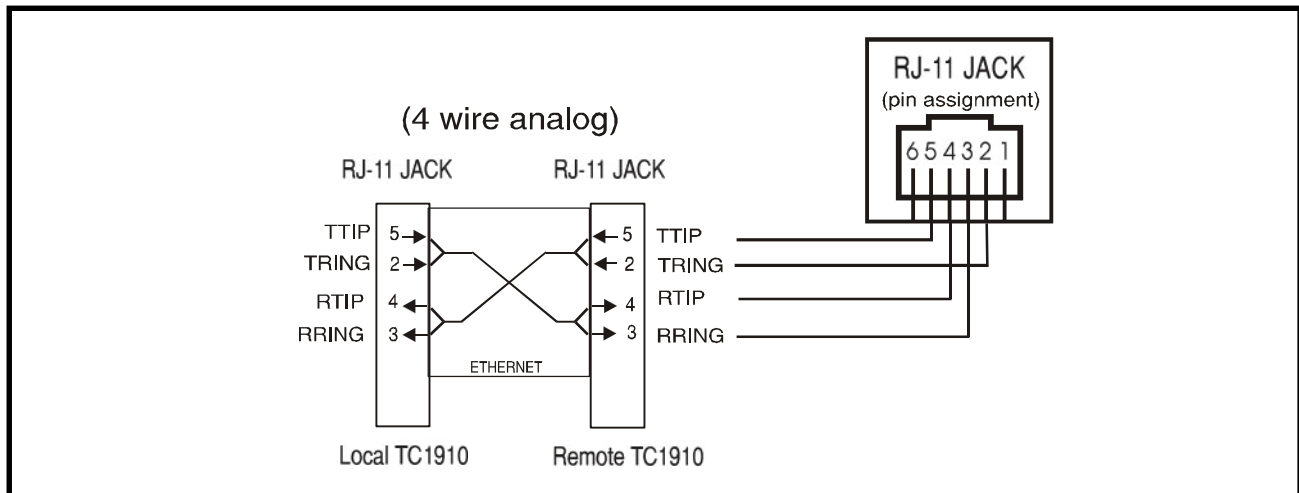 RJ-11 JACK
(pin assignment)
6 5 4 3 2 1
(4 wire analog)
RJ-11 JACK RJ-11 JACK
TTIP 5 5 TTIP
TRING 2 2 TRING
RTIP 4 4 RTIP
RRING 3 3 RRING
ETHERNET
Local TC1910 Remote TC1910